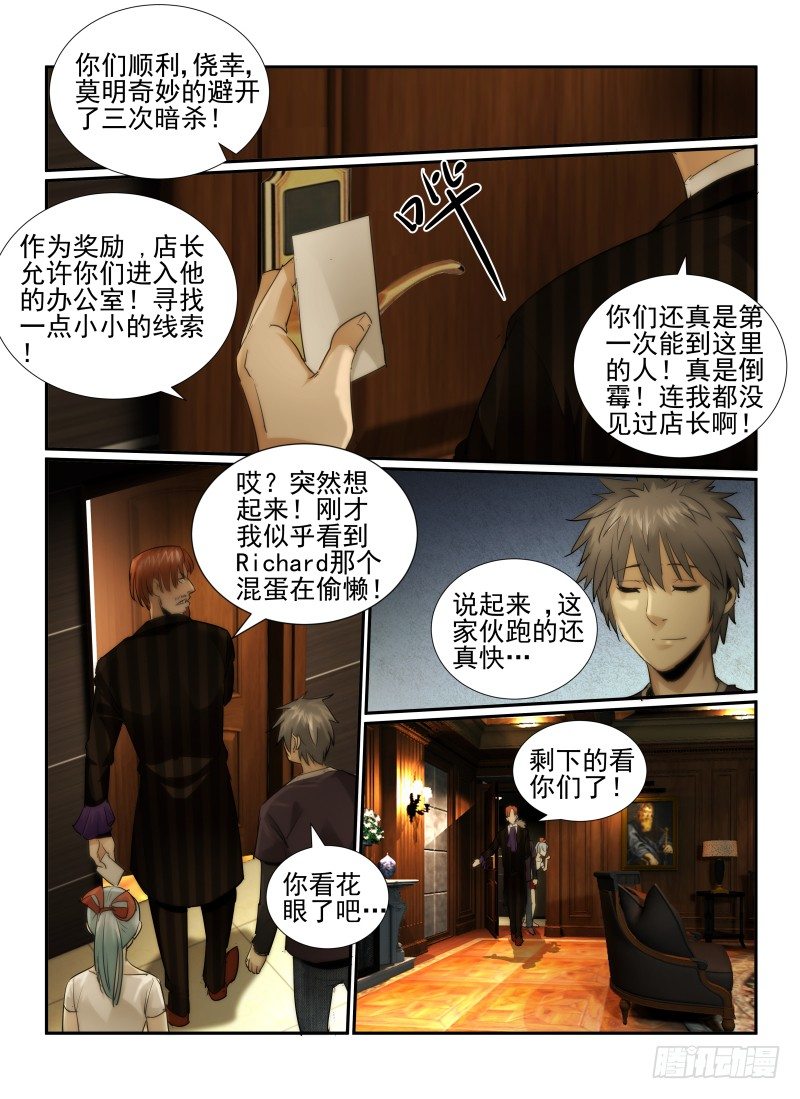 你们顺利,侥幸,
莫明奇妙的避开
了三次暗杀！
哔
作为奖励 ,店长
允许你们进入他
的办公室！寻找
一点小小的线索
！
你们还真是第
一次能到这里
的人！真是倒
霉！连我都没
见过店长啊！
哎？突然想
起来！刚才
我似乎看到
Richard那个
混蛋在偷懒！
说起来 ,这
家伙跑的还
真快…
你看花
眼了吧…
剩下的看
你们了！
腾讯动漫